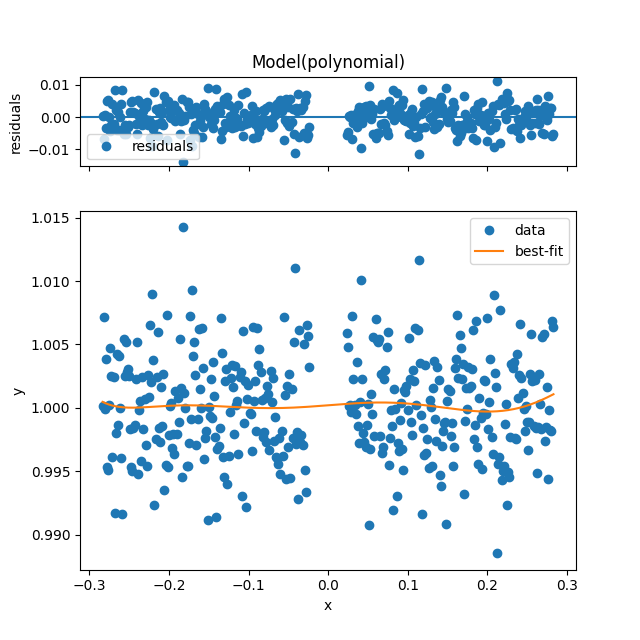 Model(polynomial)
0.01
0.00
−0.01
residuals
residuals
1.015
1.010
1.005
1.000
0.995
0.990
y
data
best-fit
−0.3
−0.2
−0.1
0.0
0.1
0.2
0.3
x